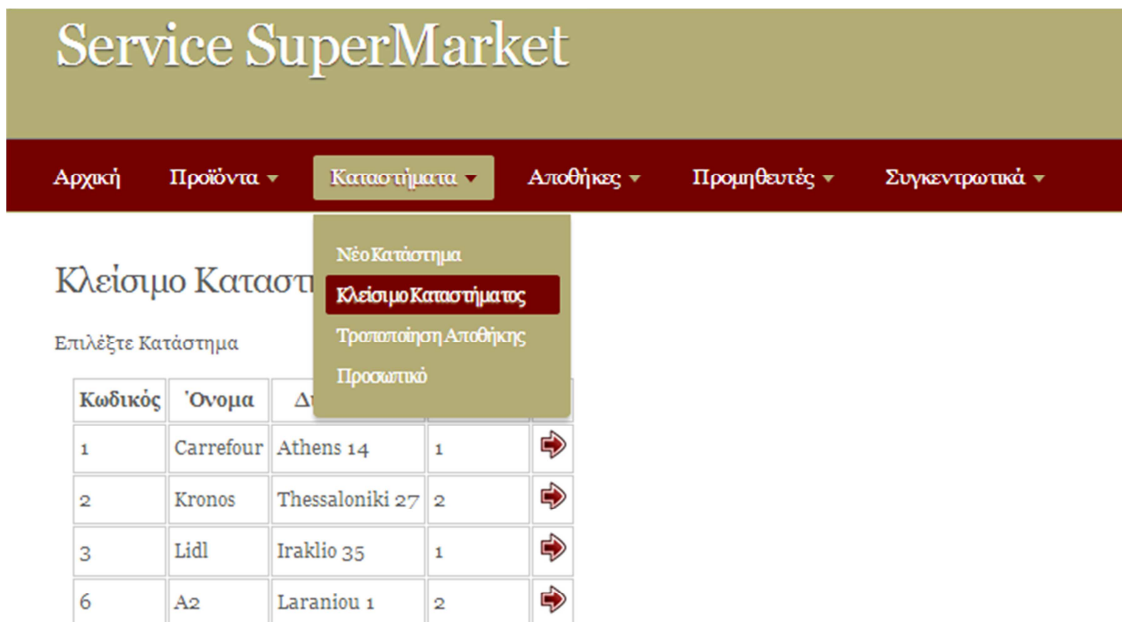 Service SuperMarket
Αρχική Προϊόντα Καταστήματα Αποθήκες Προμηθευτές Συγκεντρωτικά
Νέο Κατάστημα
Κλείσιμο Καταστήματος
Τροποποίηση Αποθήκης
Προσωπικό
Κλείσιμο
Επιλέξτε Κατάστημα
Κωδικός Όνομα
1 Carrefour Athens 14 1
2 Kronos Thessaloniki 27 2
3 Lidl Iraklio 35 1
6 A2 Laraniou 1 2